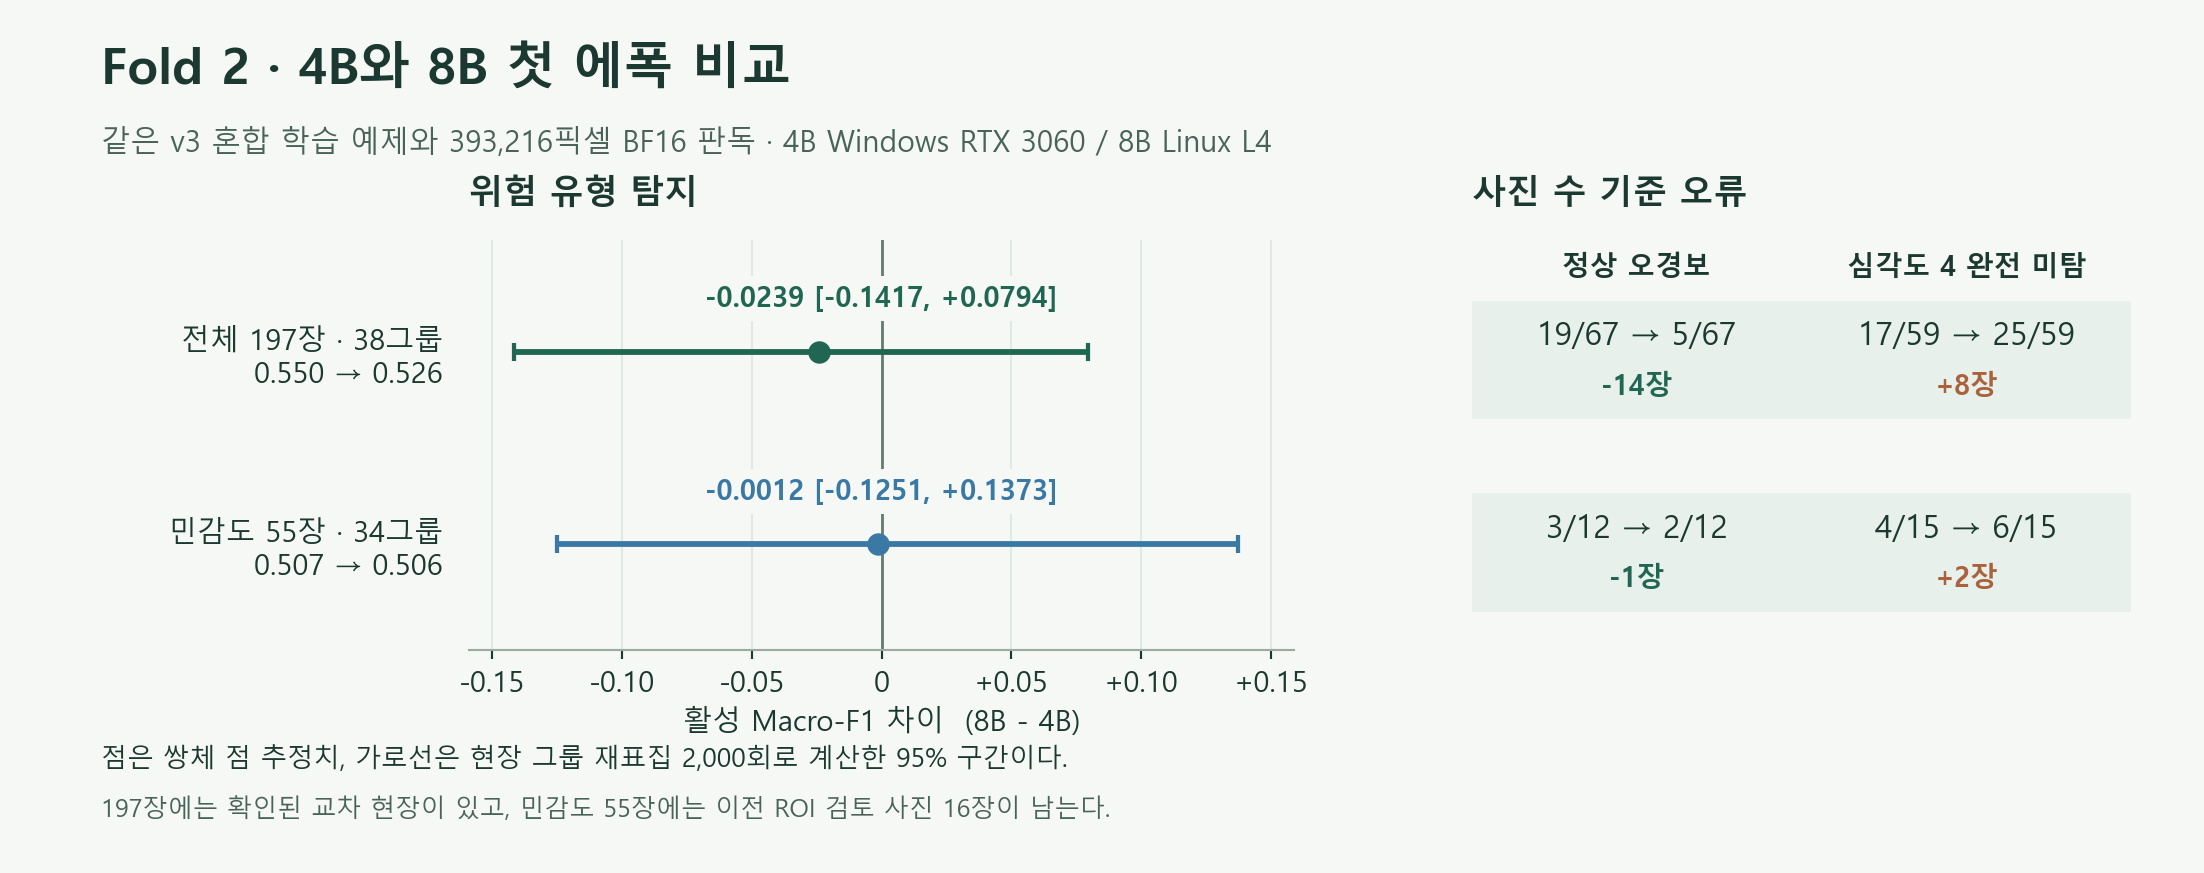 Fold 2 · 4B와 8B 첫 에폭 비교
같은 v3 혼합 학습 예제와 393,216픽셀 BF16 판독 · 4B Windows RTX 3060 / 8B Linux L4
위험 유형 탐지
-0.0239 [-0.1417, +0.0794]
전체 197장 · 38그룹
0.550 → 0.526
-0.0012 [-0.1251, +0.1373]
민감도 55장 · 34그룹
0.507 → 0.506
-0.15 -0.10 -0.05 0 +0.05 +0.10 +0.15
활성 Macro-F1 차이 (8B - 4B)
사진 수 기준 오류
정상 오경보 심각도 4 완전 미탐
19/67 → 5/67 17/59 → 25/59
-14장 +8장
3/12 → 2/12 4/15 → 6/15
-1장 +2장
점은 쌍체 점 추정치, 가로선은 현장 그룹 재표집 2,000회로 계산한 95% 구간이다.
197장에는 확인된 교차 현장이 있고, 민감도 55장에는 이전 ROI 검토 사진 16장이 남는다.